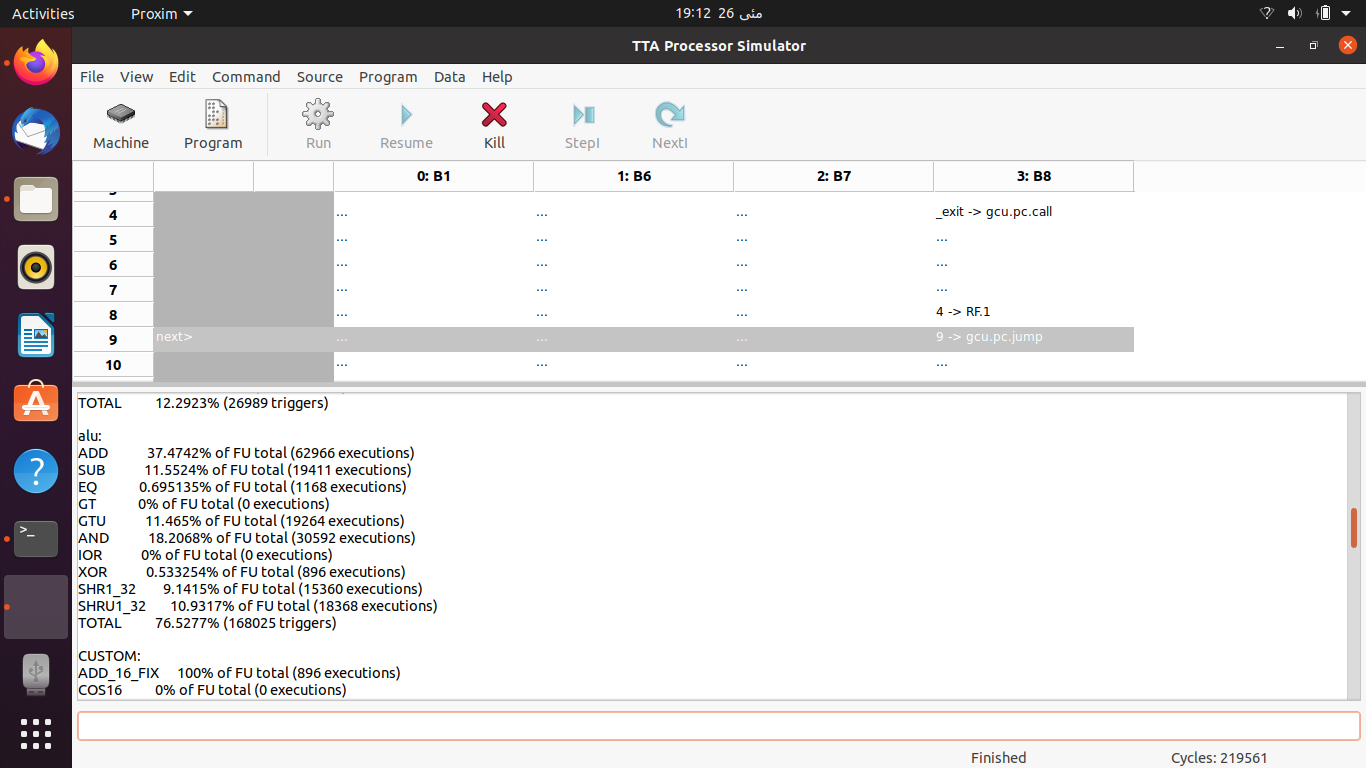 Activities Proxim 19:12 26 مئی
TTA Processor Simulator
File View Edit Command Source Program Data Help
Machine Program Run Resume Kill StepI NextI
0: B1 1: B6 2: B7 3: B8
4 ... ... ... _exit -> gcu.pc.call
5 ... ... ... ...
6 ... ... ... ...
7 ... ... ... ...
8 ... ... ... 4 -> RF.1
9 next> ... ... ... 9 -> gcu.pc.jump
10 ... ... ... ...
TOTAL 12.2923% (26989 triggers)
alu:
ADD 37.4742% of FU total (62966 executions)
SUB 11.5524% of FU total (19411 executions)
EQ 0.695135% of FU total (1168 executions)
GT 0% of FU total (0 executions)
GTU 11.465% of FU total (19264 executions)
AND 18.2068% of FU total (30592 executions)
IOR 0% of FU total (0 executions)
XOR 0.533254% of FU total (896 executions)
SHR1_32 9.1415% of FU total (15360 executions)
SHRU1_32 10.9317% of FU total (18368 executions)
TOTAL 76.5277% (168025 triggers)
CUSTOM:
ADD_16_FIX 100% of FU total (896 executions)
COS16 0% of FU total (0 executions)
Finished Cycles: 219561